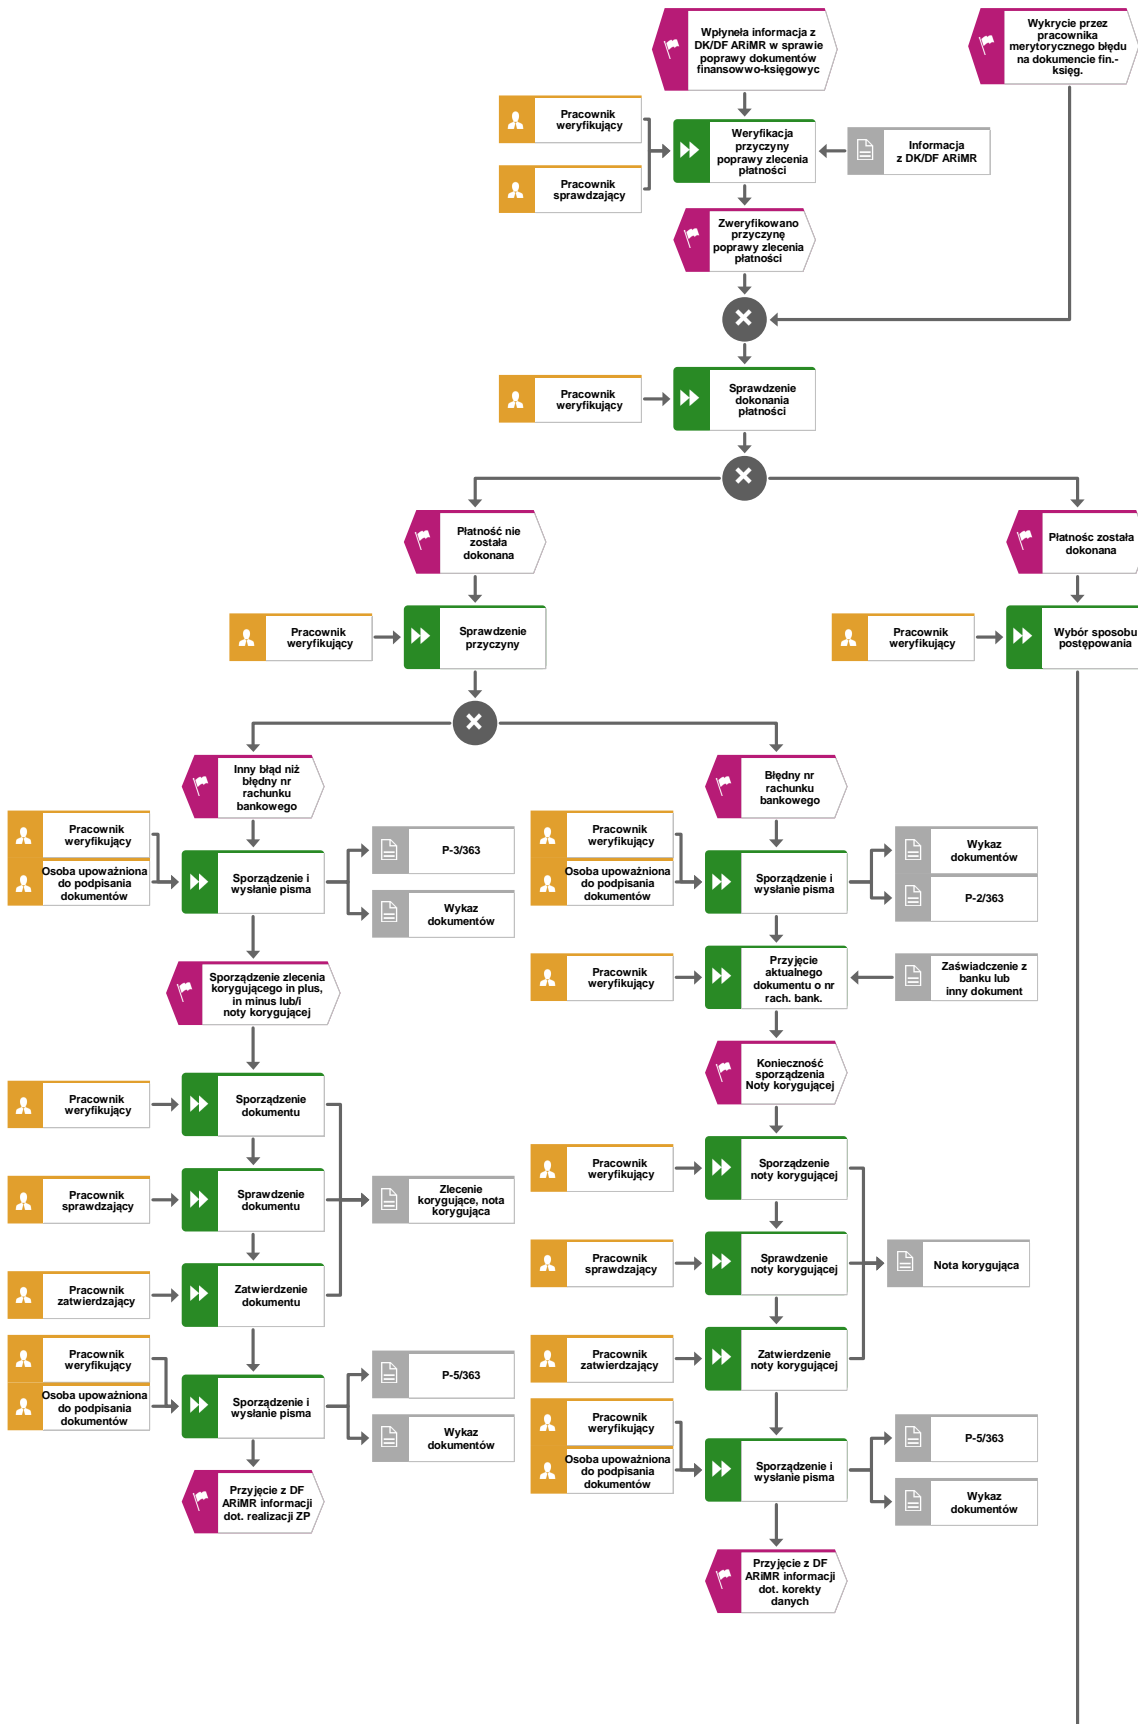 Wpłyneła informacja z
DK/DF ARiMR w sprawie
poprawy dokumentów
finansowwo-księgowyc
Wykrycie przez
pracownika
merytorycznego błędu
na dokumencie fin.-
księg.
Pracownik
weryfikujący
Weryfikacja
przyczyny
poprawy zlecenia
płatności
Informacja
z DK/DF ARiMR
Pracownik
sprawdzający
Zweryfikowano
przyczynę
poprawy zlecenia
płatności
Pracownik
weryfikujący
Sprawdzenie
dokonania
płatności
Płatność nie
została
dokonana
Płatnośc została
dokonana
Pracownik
weryfikujący
Sprawdzenie
przyczyny
Pracownik
weryfikujący
Wybór sposobu
postępowania
Inny błąd niż
błędny nr
rachunku
bankowego
Błędny nr
rachunku
bankowego
Pracownik
weryfikujący
Osoba upoważniona
do podpisania
dokumentów
Sporządzenie i
wysłanie pisma
P-3/363
Wykaz
dokumentów
Pracownik
weryfikujący
Osoba upoważniona
do podpisania
dokumentów
Sporządzenie i
wysłanie pisma
Wykaz
dokumentów
P-2/363
Sporządzenie zlecenia
korygującego in plus,
in minus lub/i
noty korygującej
Pracownik
weryfikujący
Przyjęcie
aktualnego
dokumentu o nr
rach. bank.
Zaświadczenie z
banku lub
inny dokument
Konieczność
sporządzenia
Noty korygującej
Pracownik
weryfikujący
Sporządzenie
dokumentu
Pracownik
weryfikujący
Sporządzenie
noty korygującej
Pracownik
sprawdzający
Sprawdzenie
dokumentu
Zlecenie
korygujące, nota
korygująca
Pracownik
sprawdzający
Sprawdzenie
noty korygującej
Nota korygująca
Pracownik
zatwierdzający
Zatwierdzenie
dokumentu
Pracownik
zatwierdzający
Zatwierdzenie
noty korygującej
Pracownik
weryfikujący
Osoba upoważniona
do podpisania
dokumentów
Sporządzenie i
wysłanie pisma
P-5/363
Wykaz
dokumentów
Pracownik
weryfikujący
Osoba upoważniona
do podpisania
dokumentów
Sporządzenie i
wysłanie pisma
P-5/363
Wykaz
dokumentów
Przyjęcie z DF
ARiMR informacji
dot. realizacji ZP
Przyjęcie z DF
ARiMR informacji
dot. korekty
danych